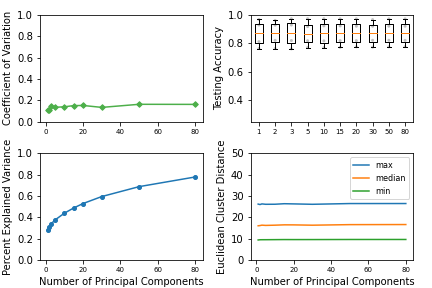 Coefficient of Variation
1.0
0.8
0.6
0.4
0.2
0.0
0 20 40 60 80
Testing Accuracy
1.0
0.8
0.6
0.4
1 2 3 5 10 15 20 30 50 80
Percent Explained Variance
1.0
0.8
0.6
0.4
0.2
0.0
0 20 40 60 80
Number of Principal Components
Euclidean Cluster Distance
50
40
30
20
10
0
max
median
min
0 20 40 60 80
Number of Principal Components